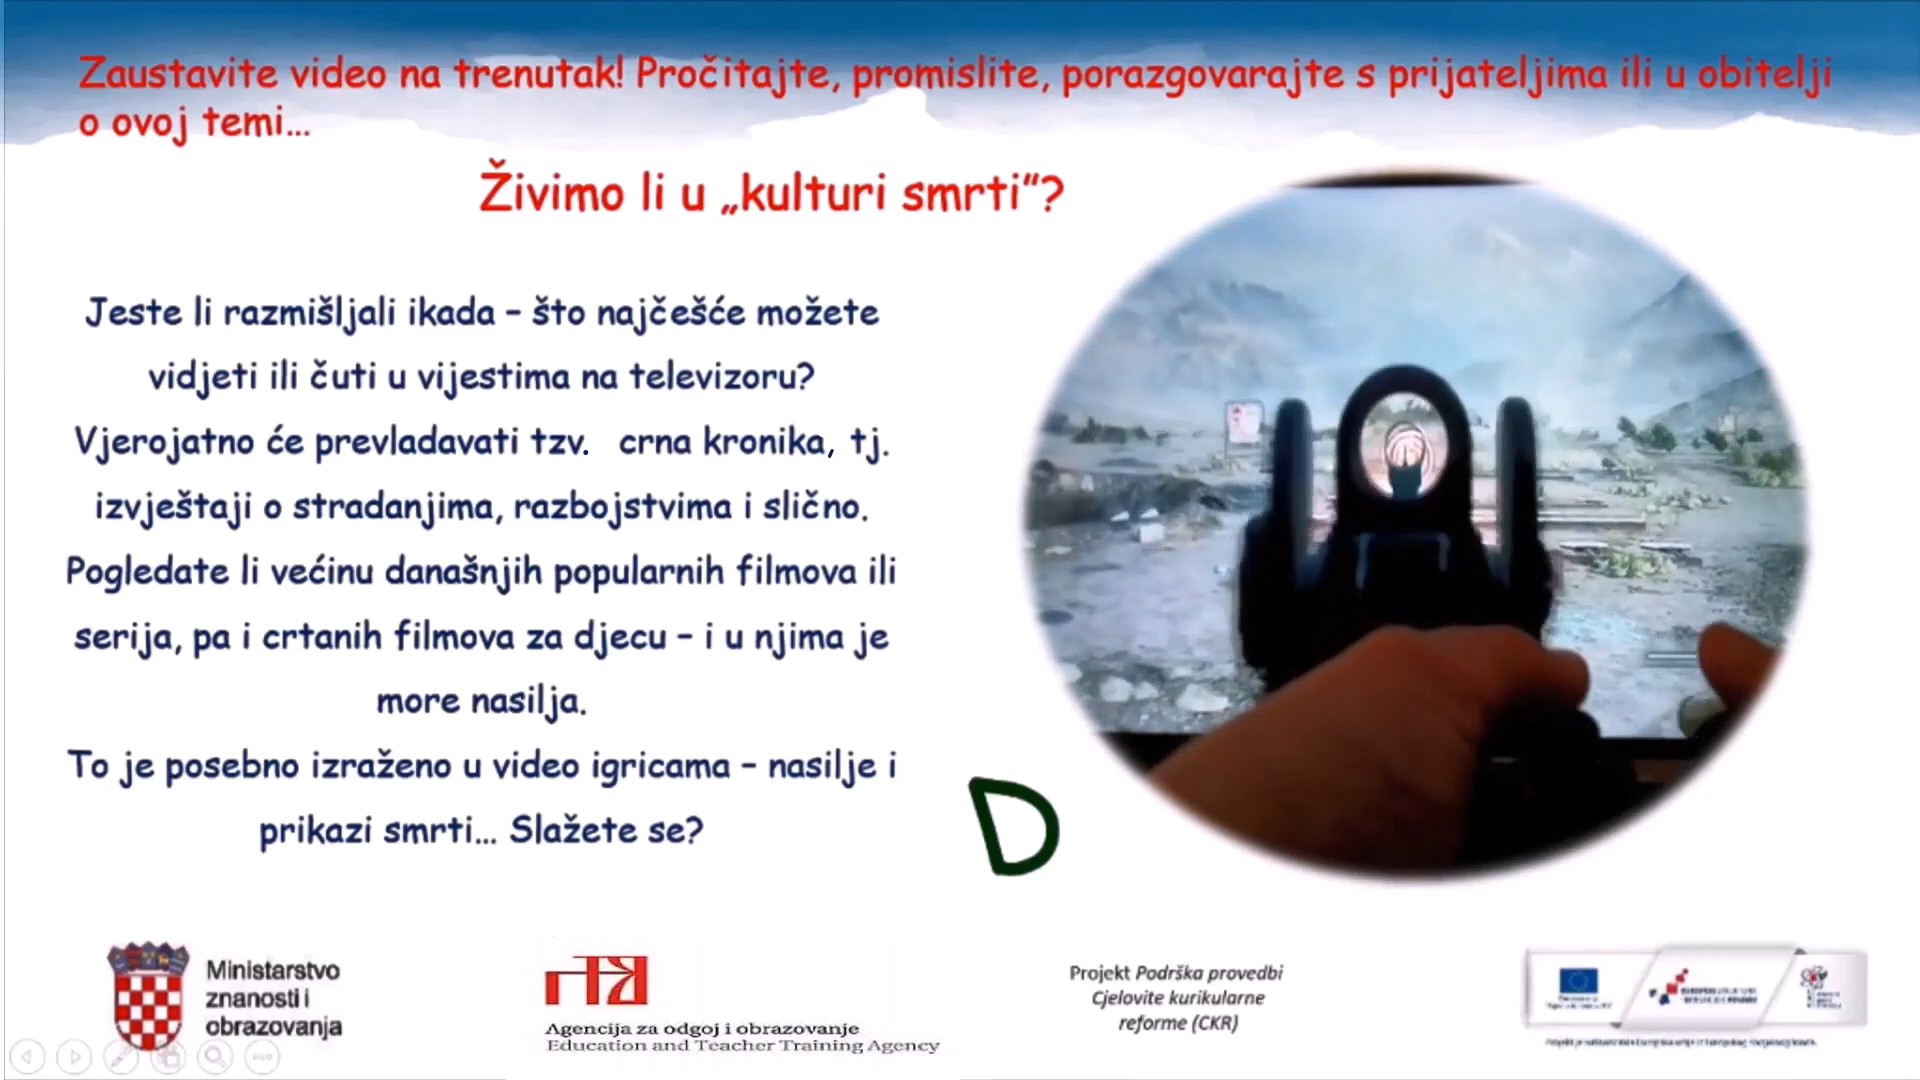 Zaustavite video na trenutak! Pročitajte, promislite, porazgovarajte s prijateljima ili u obitelji
o ovoj temi...
Živimo li u „kulturi smrti“?
Jeste li razmišljali ikada – što najčešće možete
vidjeti ili čuti u vijestima na televizoru?
Vjerojatno će prevladavati tzv. crna kronika, tj.
izvještaji o stradanjima, razbojstvima i slično.
Pogledate li većinu današnjih popularnih filmova ili
serija, pa i crtanih filmova za djecu – i u njima je
more nasilja.
To je posebno izraženo u video igricama – nasilje i
prikazi smrti... Slažete se?
D
Ministarstvo
znanosti i
obrazovanja
Agencija za odgoj i obrazovanje
Education and Teacher Training Agency
Projekt Podrška provedbi
Cjelovite kurikularne
reforme (CKR)